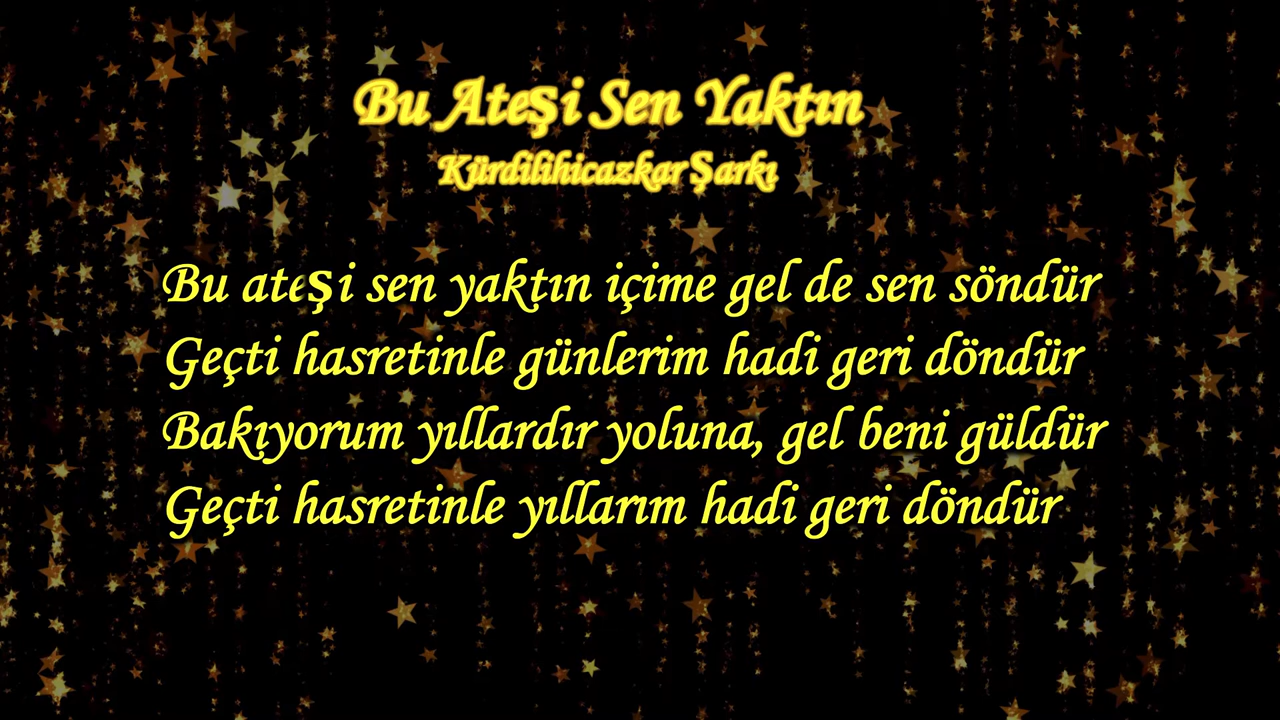 Bu Ateşi Sen Yaktın
Kürdilihicazkar Şarkı
Bu ateşi sen yaktın içime gel de sen söndür
Geçti hasretinle günlerim hadi geri döndür
Bakıyorum yıllardır yoluna, gel beni güldür
Geçti hasretinle yıllarım hadi geri döndür